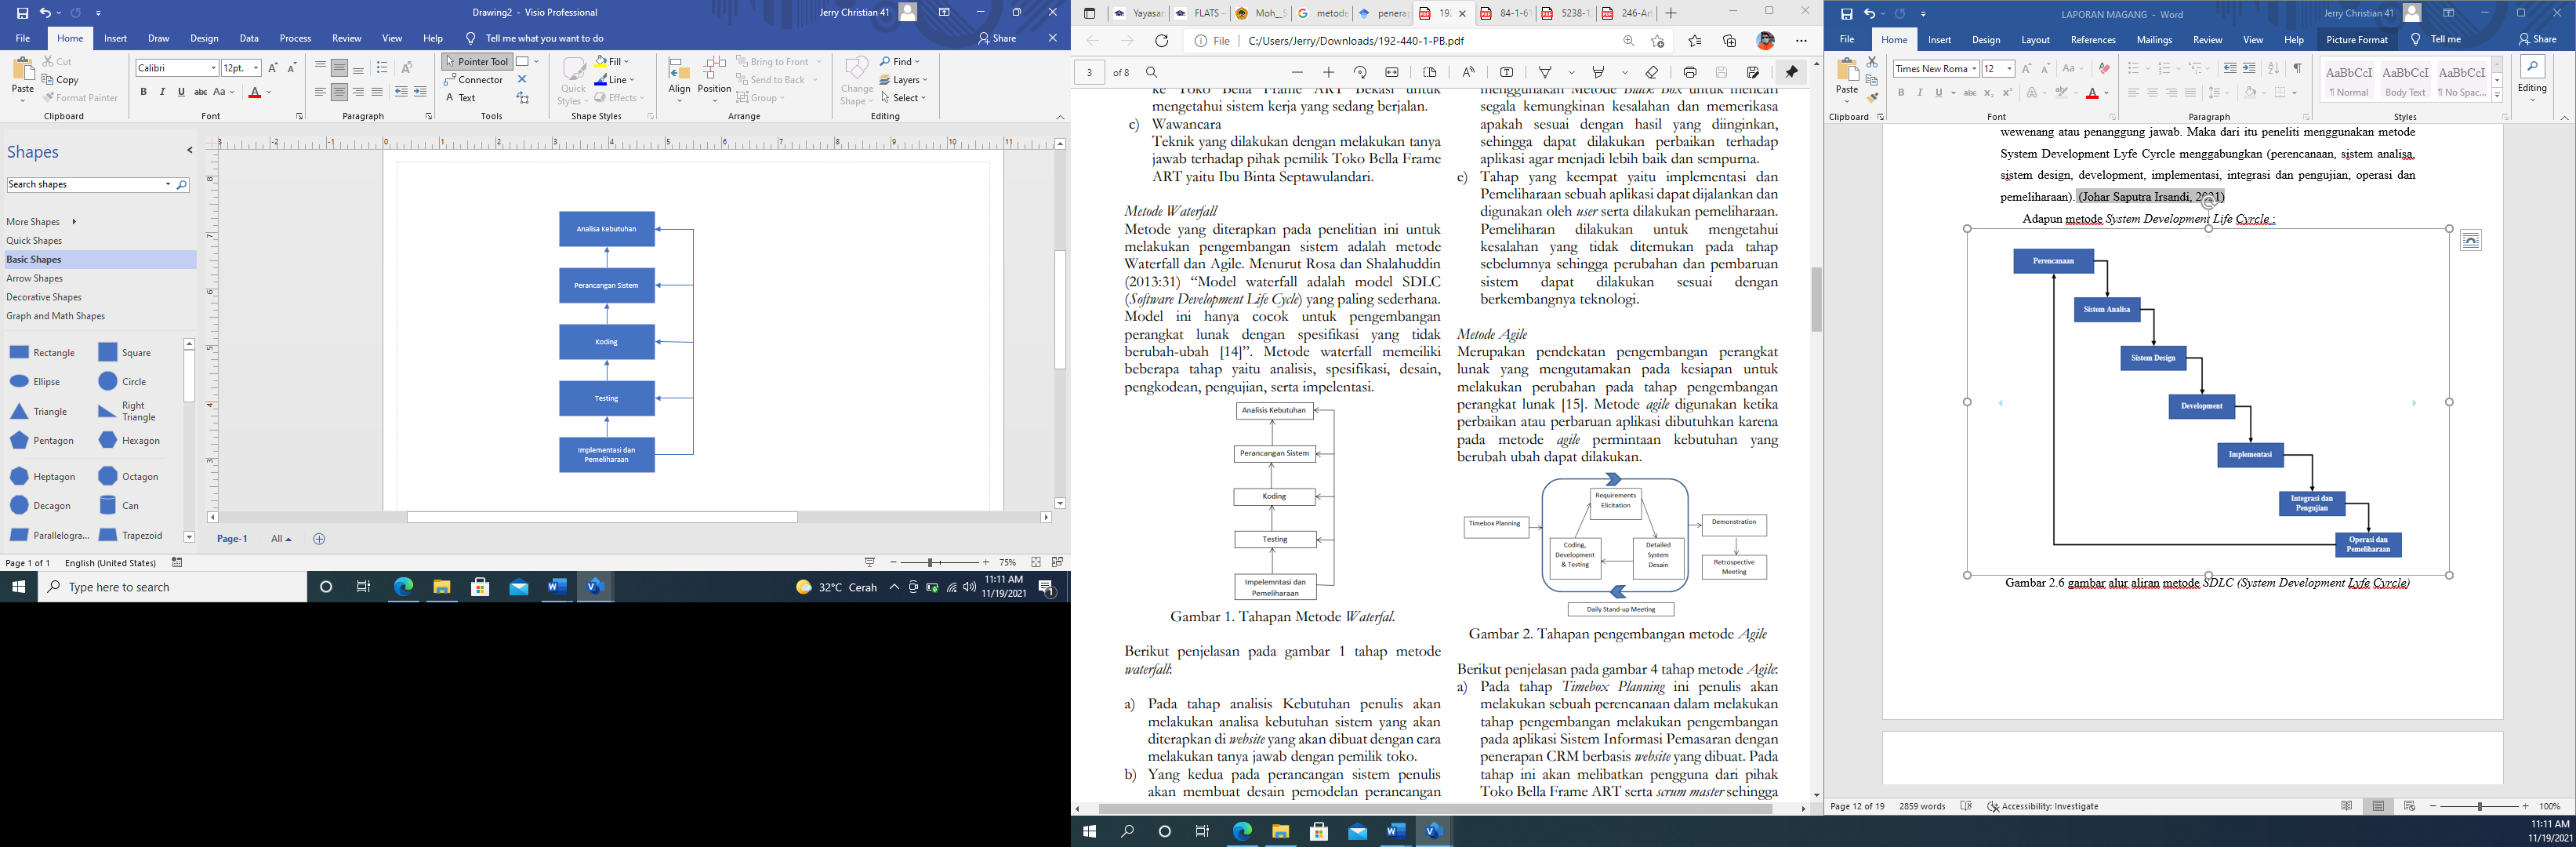 Drawing2 - Visio Professional
Jerry Christian 41
File Home Insert Draw Design Data Process Review View Help Tell me what you want to do
Share
Paste
Cut
Copy
Format Painter
Clipboard
Calibri 12pt.
Font
Paragraph
Pointer Tool
Connector
Text
Tools
Quick Styles
Fill
Line
Effects
Shape Styles
Align Position
Bring to Front
Send to Back
Group
Arrange
Change Shape
Find
Layers
Select
Editing
Shapes
Search shapes
More Shapes
Quick Shapes
Basic Shapes
Arrow Shapes
Decorative Shapes
Graph and Math Shapes
Rectangle Square
Ellipse Circle
Triangle Right Triangle
Pentagon Hexagon
Heptagon Octagon
Decagon Can
Parallelogra... Trapezoid
Analisa Kebutuhan
Perancangan Sistem
Koding
Testing
Implementasi dan
Pemeliharaan
Page-1 All
Page 1 of 1 English (United States)
75%
Type here to search
32°C Cerah
11:11 AM
11/19/2021
Yayasan FLATS – Moh._S metode penerap 192 84-1-6 5238-1 246-Ar
File C:/Users/Jerry/Downloads/192-440-1-PB.pdf
3 of 8
ke Toko Bella Frame ART Bekasi untuk
mengetahui sistem kerja yang sedang berjalan.
c) Wawancara
Teknik yang dilakukan dengan melakukan tanya
jawab terhadap pihak pemilik Toko Bella Frame
ART yaitu Ibu Binta Septawulandari.
Metode Waterfall
Metode yang diterapkan pada penelitian ini untuk
melakukan pengembangan sistem adalah metode
Waterfall dan Agile. Menurut Rosa dan Shalahuddin
(2013:31) “Model waterfall adalah model SDLC
(Software Development Life Cycle) yang paling sederhana.
Model ini hanya cocok untuk pengembangan
perangkat lunak dengan spesifikasi yang tidak
berubah-ubah [14]”. Metode waterfall memeiliki
beberapa tahap yaitu analisis, spesifikasi, desain,
pengkodean, pengujian, serta impelentasi.
Analisis Kebutuhan
Perancangan Sistem
Koding
Testing
Impelemntasi dan
Pemeliharaan
Gambar 1. Tahapan Metode Waterfal.
Berikut penjelasan pada gambar 1 tahap metode
waterfall:
a) Pada tahap analisis Kebutuhan penulis akan
melakukan analisa kebutuhan sistem yang akan
diterapkan di website yang akan dibuat dengan cara
melakukan tanya jawab dengan pemilik toko.
b) Yang kedua pada perancangan sistem penulis
akan membuat desain pemodelan perancangan
menggunakan Metode Black Box untuk mencari
segala kemungkinan kesalahan dan memerikasa
apakah sesuai dengan hasil yang diinginkan,
sehingga dapat dilakukan perbaikan terhadap
aplikasi agar menjadi lebih baik dan sempurna.
e) Tahap yang keempat yaitu implementasi dan
Pemeliharaan sebuah aplikasi dapat dijalankan dan
digunakan oleh user serta dilakukan pemeliharaan.
Pemeliharan dilakukan untuk mengetahui
kesalahan yang tidak ditemukan pada tahap
sebelumnya sehingga perubahan dan pembaruan
sistem dapat dilakukan sesuai dengan
berkembangnya teknologi.
Metode Agile
Merupakan pendekatan pengembangan perangkat
lunak yang mengutamakan pada kesiapan untuk
melakukan perubahan pada tahap pengembangan
perangkat lunak [15]. Metode agile digunakan ketika
perbaikan atau perbaruan aplikasi dibutuhkan karena
pada metode agile permintaan kebutuhan yang
berubah ubah dapat dilakukan.
Timebox Planning
Requirements
Elicitation
Coding,
Development
& Testing
Detailed
System
Desain
Demonstration
Retrospective
Meeting
Daily Stand-up Meeting
Gambar 2. Tahapan pengembangan metode Agile
Berikut penjelasan pada gambar 4 tahap metode Agile:
a) Pada tahap Timebox Planning ini penulis akan
melakukan sebuah perencanaan dalam melakukan
tahap pengembangan melakukan pengembangan
pada aplikasi Sistem Informasi Pemasaran dengan
penerapan CRM berbasis website yang dibuat. Pada
tahap ini akan melibatkan pengguna dari pihak
Toko Bella Frame ART serta scrum master sehingga
LAPORAN MAGANG - Word
Jerry Christian 41
File Home Insert Design Layout References Mailings Review View Help Picture Format Tell me
Share
Paste
Clipboard
Times New Roma 12
Font
Paragraph
AaBbCcI AaBbCcI AaBbCcI
¶ Normal Body Text ¶ No Spac...
Styles
Editing
wewenang atau penanggung jawab. Maka dari itu peneliti menggunakan metode
System Development Lyfe Cyrcle menggabungkan (perencanaan, sistem analisa,
sistem design, development, implementasi, integrasi dan pengujian, operasi dan
pemeliharaan). (Johar Saputra Irsandi, 2021)
Adapun metode System Development Life Cyrcle :
Perencanaan
Sistem Analisa
Sistem Design
Development
Implementasi
Integrasi dan
Pengujian
Operasi dan
Pemeliharaan
Gambar 2.6 gambar alur aliran metode SDLC (System Development Lyfe Cyrcle)
Page 12 of 19 2859 words Accessibility: Investigate
100%
11:11 AM
11/19/2021